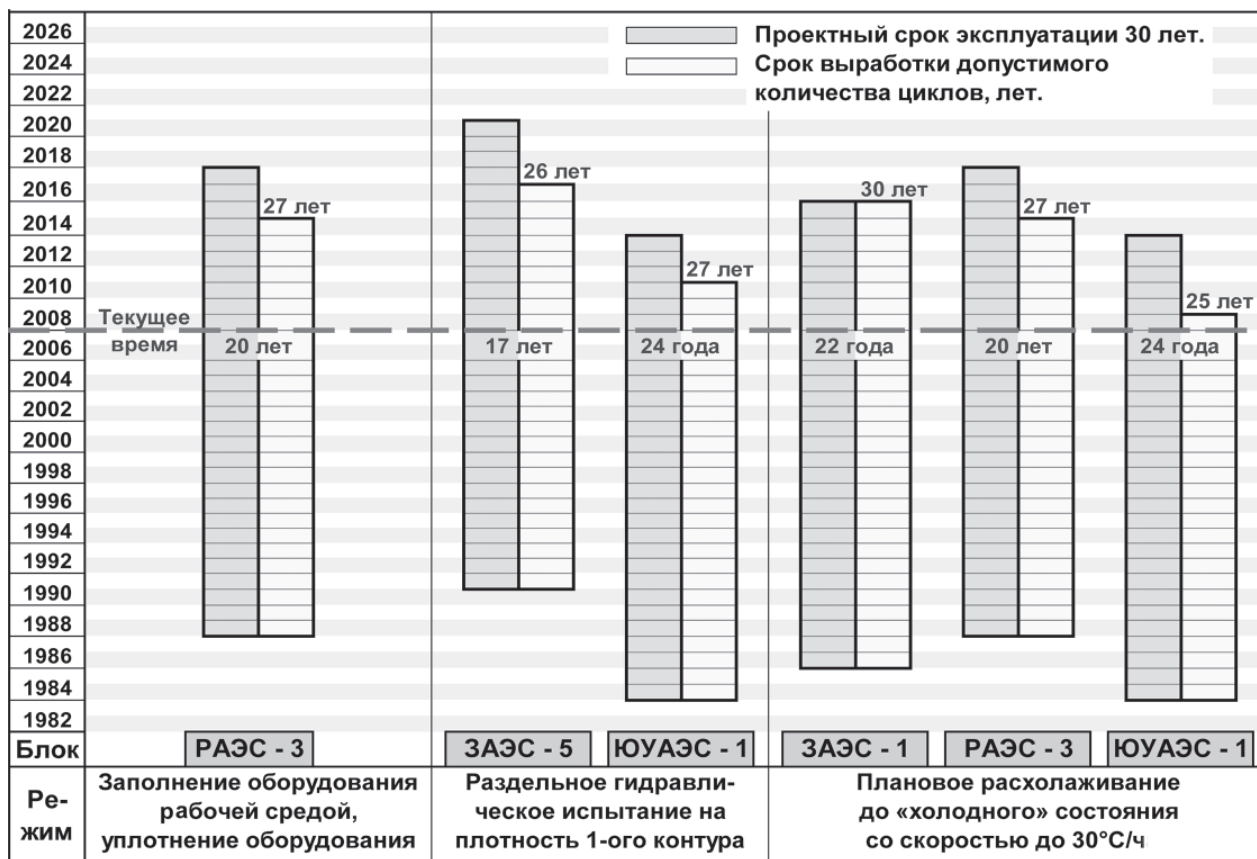 2026
2024
2022
2020
2018
2016
2014
2012
2010
2008
2006
2004
2002
2000
1998
1996
1994
1992
1990
1988
1986
1984
1982
Проектный срок эксплуатации 30 лет.
Срок выработки допустимого
количества циклов, лет.
Текущее
время
27 лет
20 лет
26 лет
17 лет
27 лет
24 года
30 лет
22 года
27 лет
20 лет
25 лет
24 года
Блок
РАЭС - 3
ЗАЭС - 5
ЮУАЭС - 1
ЗАЭС - 1
РАЭС - 3
ЮУАЭС - 1
Ре-
жим
Заполнение оборудования
рабочей средой,
уплотнение оборудования
Раздельное гидравли-
ческое испытание на
плотность 1-ого контура
Плановое расхолаживание
до «холодного» состояния
со скоростью до 30°С/ч